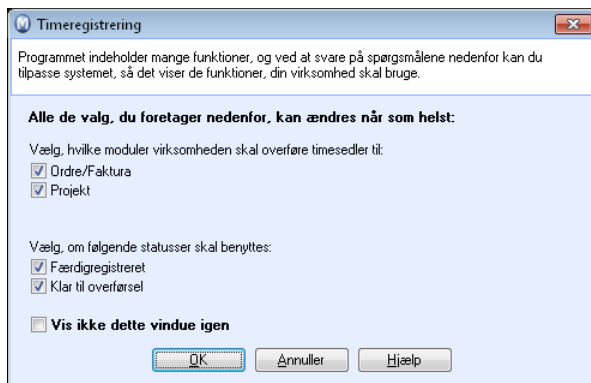 Timeregistrering
Programmet indeholder mange funktioner, og ved at svare på spørgsmålene nedenfor kan du
tilpasse systemet, så det viser de funktioner, din virksomhed skal bruge.
Alle de valg, du foretager nedenfor, kan ændres når som helst:
Vælg, hvilke moduler virksomheden skal overføre timesedler til:
Ordre/Faktura
Projekt
Vælg, om følgende statusser skal benyttes:
Færdigregistreret
Klar til overførsel
Vis ikke dette vindue igen
OK Annuller Hjælp